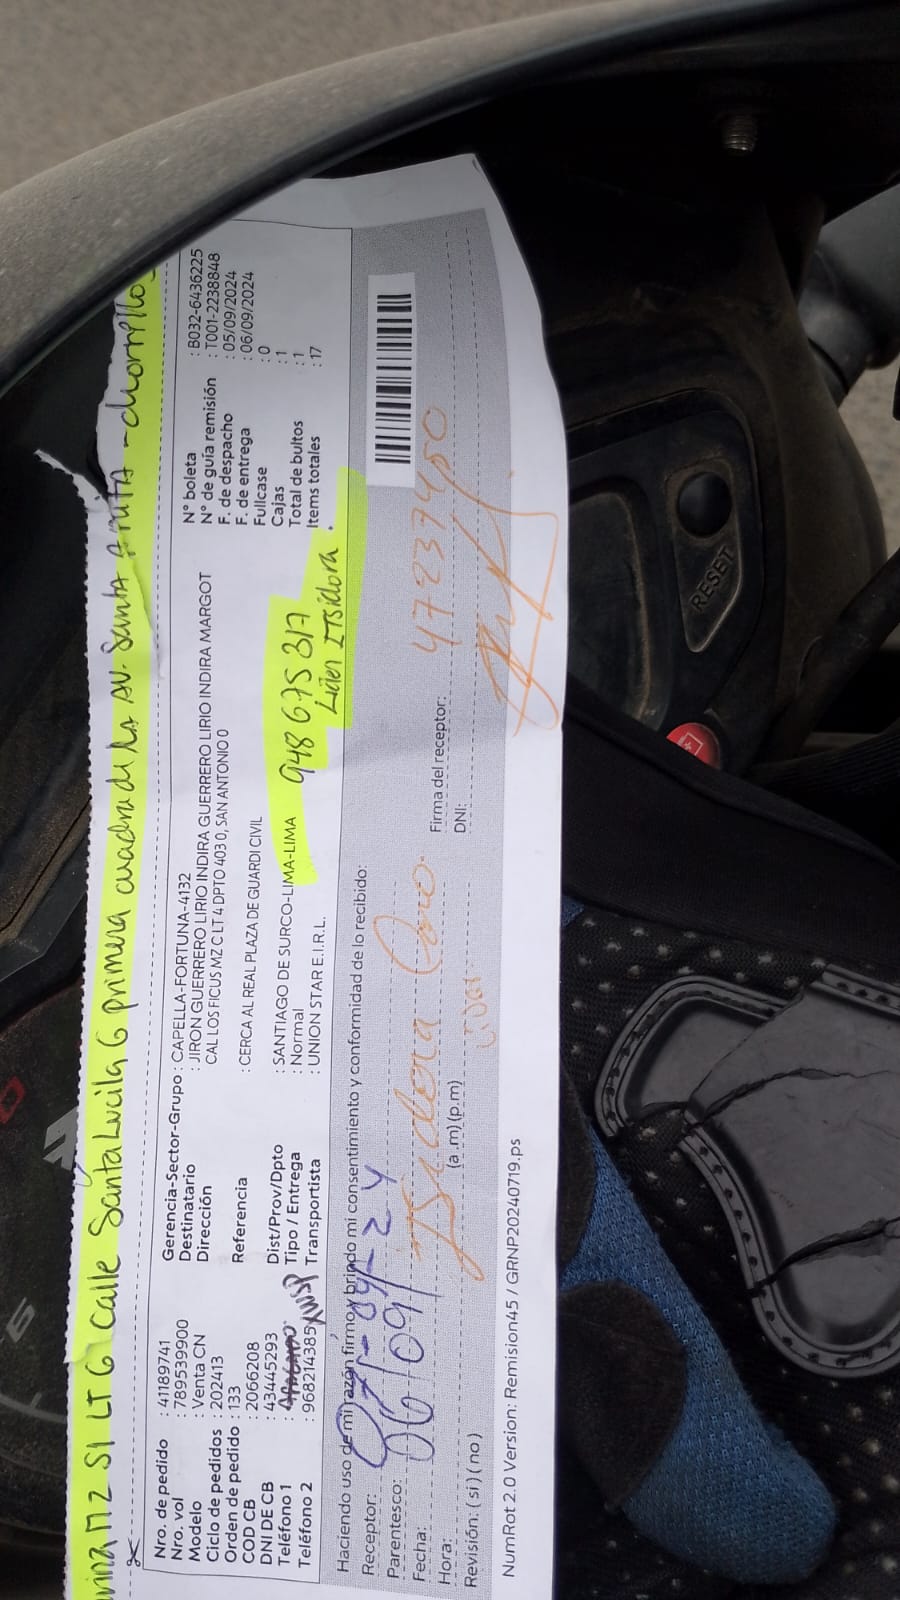 MZ S1 LT 6 Calle Santa Lucila G primera cuadra de la AV. Santa Anita - chorrillos
Nro. de pedido : 41189741
Nro. vol : 789539900
Modelo : Venta CN
Ciclo de pedidos : 202413
Orden de pedido : 133
COD CB : 2066208
DNI DE CB : 43445293
Teléfono 1 :
Teléfono 2 : 968214385 NWSP
Gerencia-Sector-Grupo : CAPELLA-FORTUNA-4132
Destinatario : JIRON GUERRERO LIRIO INDIRA GUERRERO LIRIO INDIRA MARGOT
Dirección CAL LOS FICUS MZ C LT 4 DPTO 403 0, SAN ANTONIO 0
Referencia : CERCA AL REAL PLAZA DE GUARDI CIVIL
Dist/Prov/Dpto : SANTIAGO DE SURCO-LIMA-LIMA
Tipo / Entrega : Normal
Transportista : UNION STAR E.I.R.L.
948 675 317
Lider ITsidora.
N° boleta : B032-6436225
N° de guía remisión : T001-2238848
F. de despacho : 05/09/2024
F. de entrega : 06/09/2024
Fullcase : 0
Cajas : 1
Total de bultos : 1
Items totales : 17
Haciendo uso de mi razón firmo y brindo mi consentimiento y conformidad de lo recibido:
Receptor:
Parentesco:
Fecha: 06/09/
Hora: (a .m) (p.m)
Revisión: ( si ) ( no )
Isidora
Firma del receptor:
DNI:
NumRot 2.0 Version: Remision45 / GRNP20240719.ps
RESET
6
0